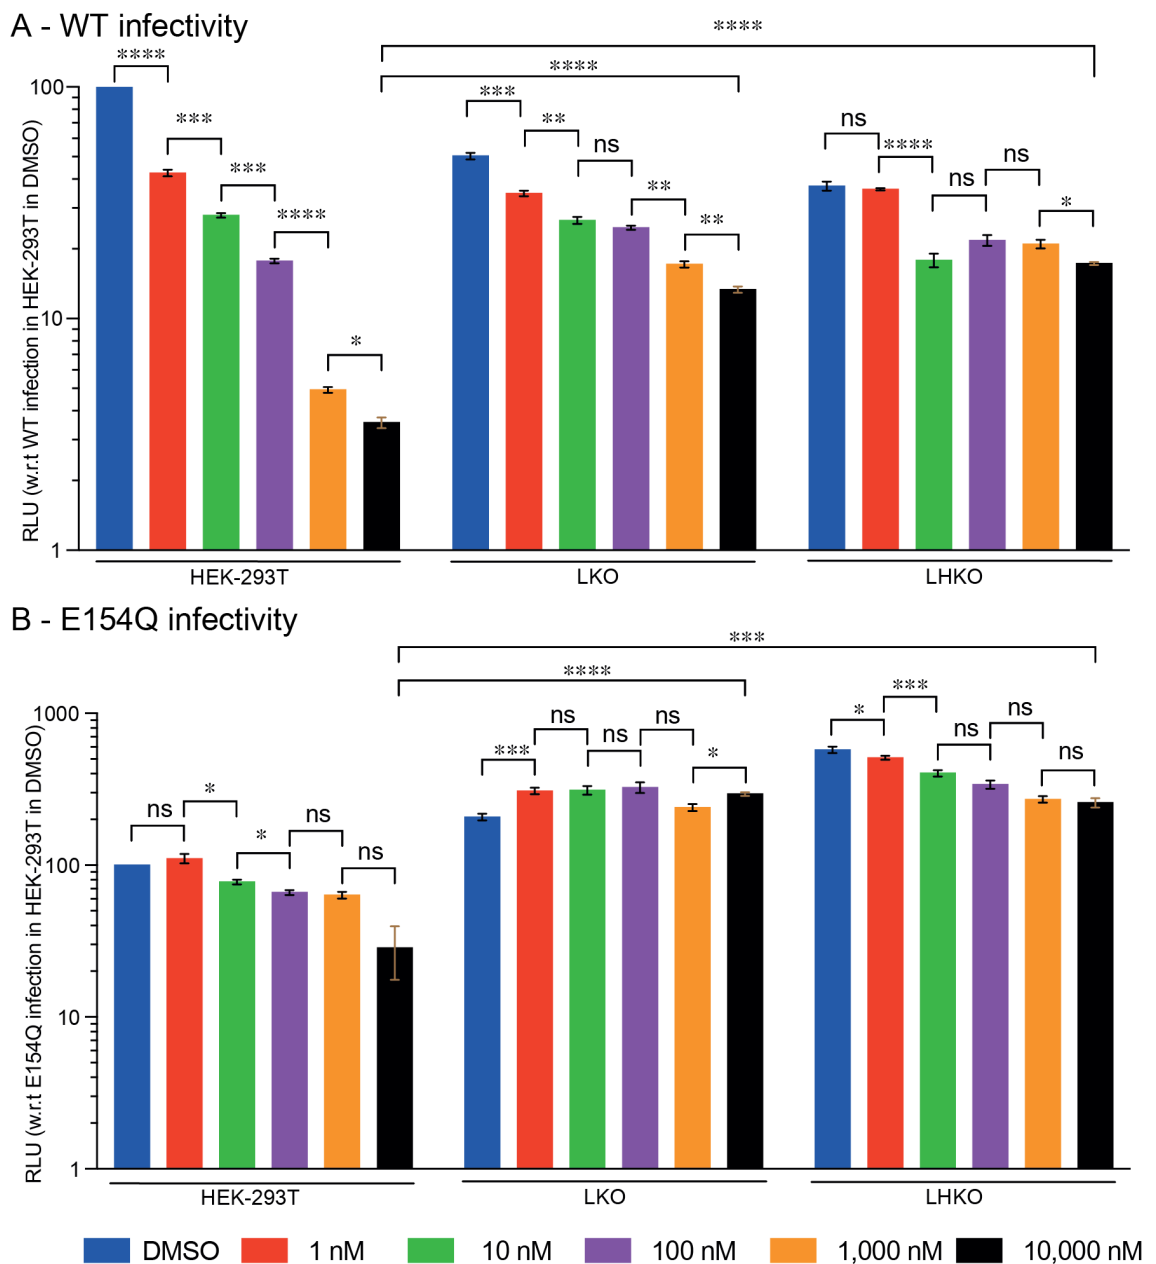 A - WT infectivity
****
****
****
***
***
****
*
***
**
ns
**
**
ns
****
ns
ns
*
100
10
1
RLU (w.r.t WT infection in HEK-293T in DMSO)
HEK-293T
LKO
LHKO
B - E154Q infectivity
***
****
ns
*
*
ns
ns
***
ns
ns
ns
*
*
***
ns
ns
ns
1000
100
10
1
RLU (w.r.t E154Q infection in HEK-293T in DMSO)
HEK-293T
LKO
LHKO
DMSO
1 nM
10 nM
100 nM
1,000 nM
10,000 nM